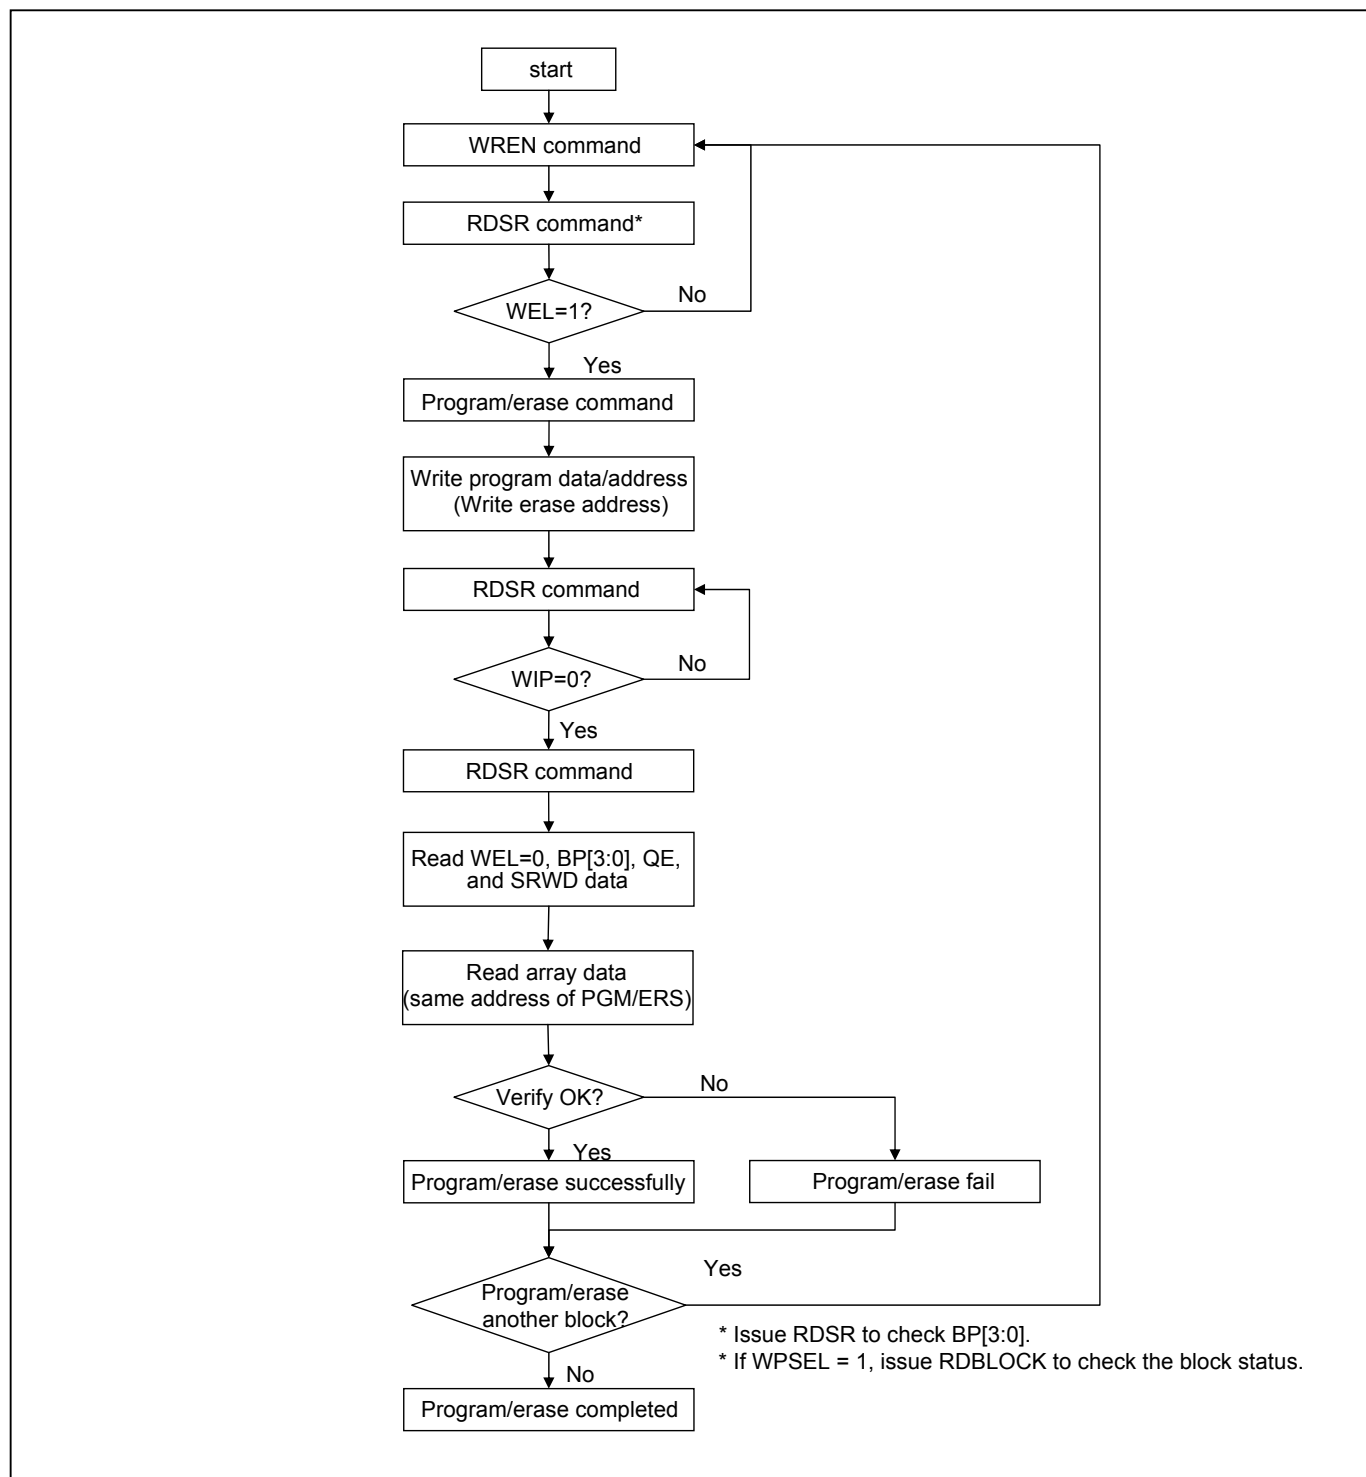 start
WREN command
RDSR command*
WEL=1?
No
Yes
Program/erase command
Write program data/address
(Write erase address)
RDSR command
WIP=0?
No
Yes
RDSR command
Read WEL=0, BP[3:0], QE,
and SRWD data
Read array data
(same address of PGM/ERS)
Verify OK?
No
Yes
Program/erase successfully
Program/erase fail
Program/erase
another block?
Yes
* Issue RDSR to check BP[3:0].
* If WPSEL = 1, issue RDBLOCK to check the block status.
No
Program/erase completed